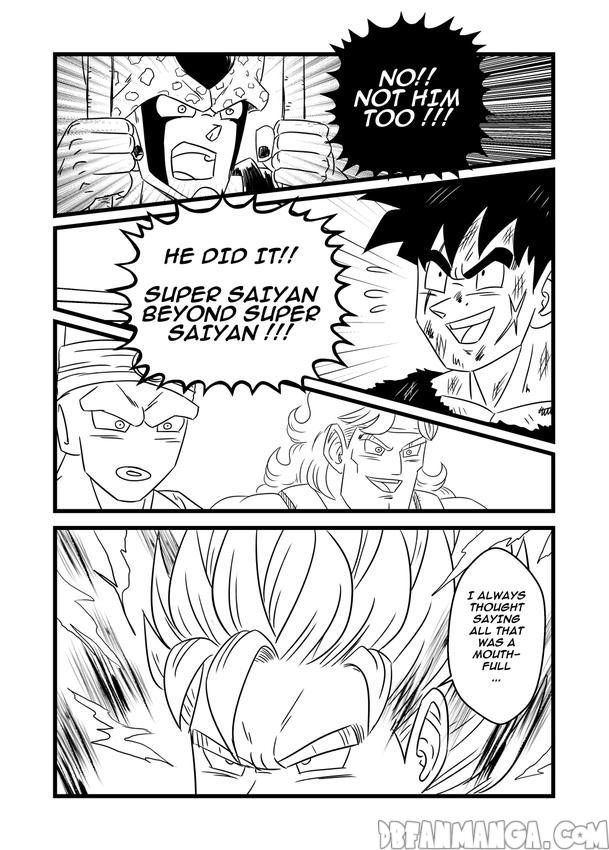 NO!!
NOT HIM
TOO !!!
HE DID IT!!
SUPER SAIYAN
BEYOND SUPER
SAIYAN !!!
I ALWAYS
THOUGHT
SAYING
ALL THAT
WAS A
MOUTH-
FULL
...
DBFANMANGA.COM